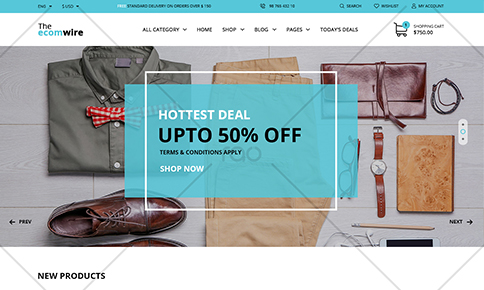 ENG $ USD FREE STANDARD DELIVERY ON ORDERS OVER $ 150 98 765 432 10 SEARCH WISHLIST MY ACCOUNT
The
ecomwire
ALL CATEGORY HOME SHOP BLOG PAGES TODAY'S DEALS
SHOPPING CART
$750.00
HOTTEST DEAL
UPTO 50% OFF
TERMS & CONDITIONS APPLY
SHOP NOW
PREV
NEXT
NEW PRODUCTS